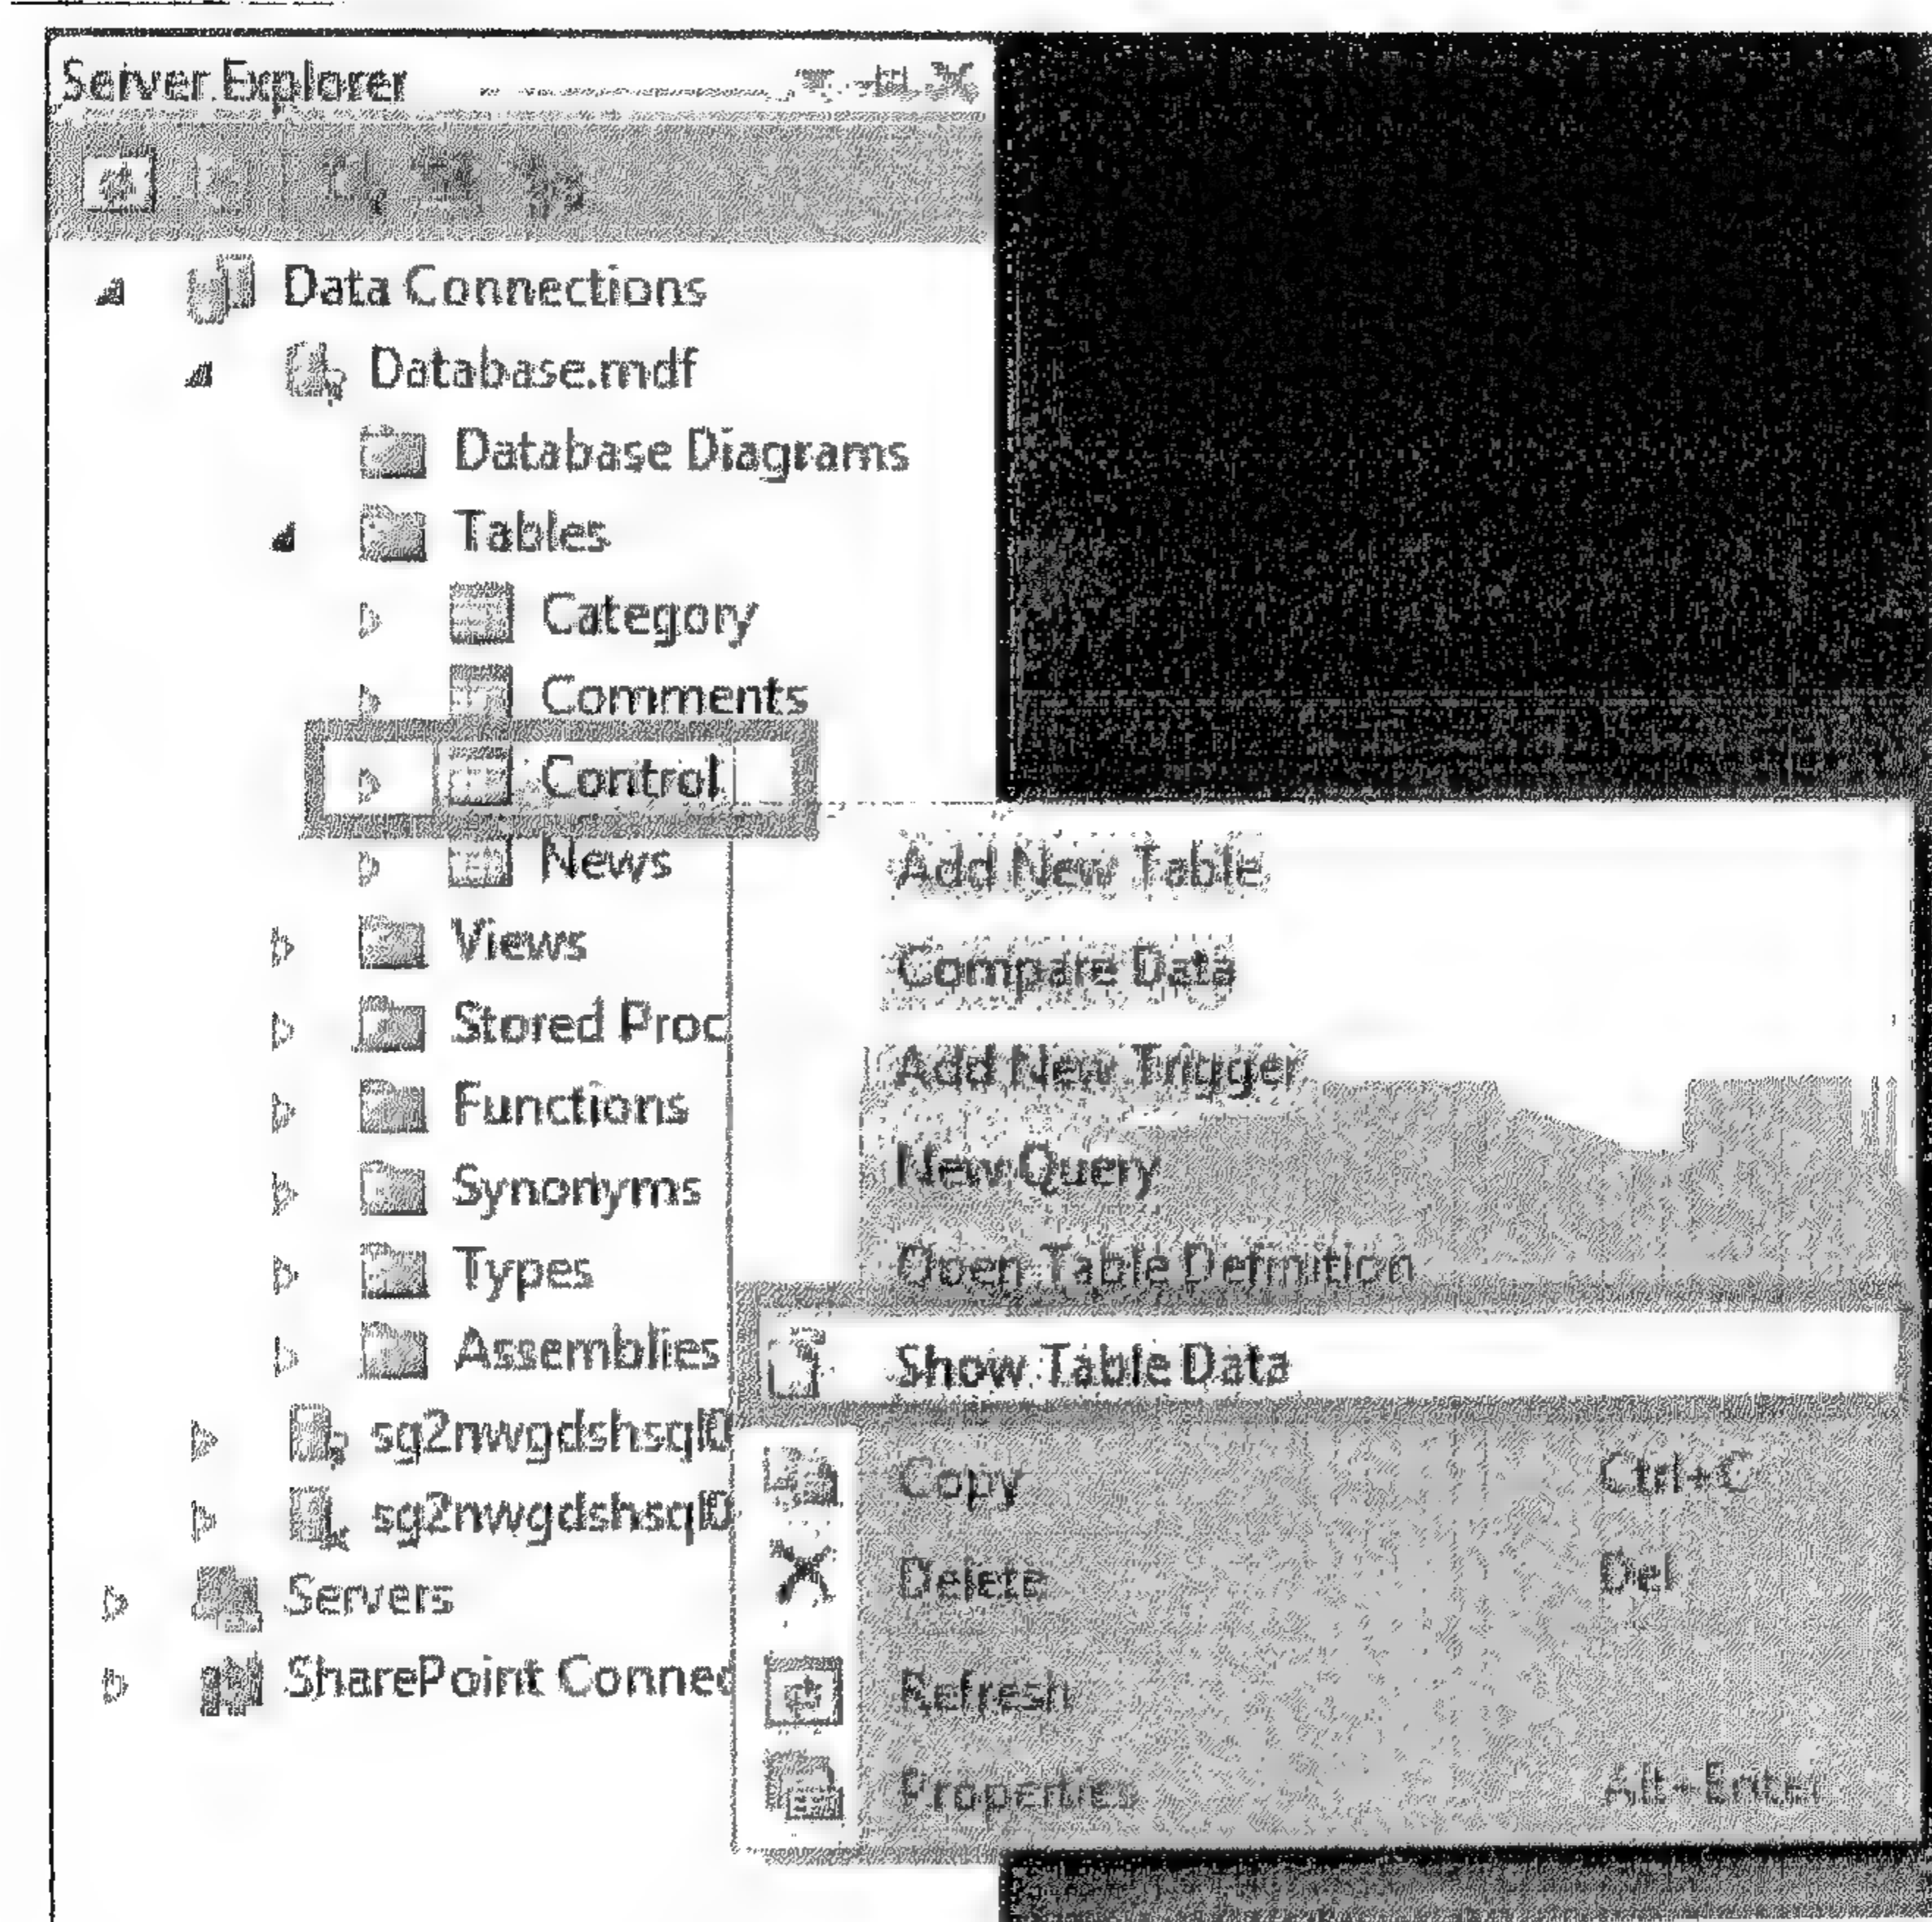 Server Explorer
Data Connections
Database.mdf
Database Diagrams
Tables
Category
Comments
Control
News
Views
Stored Proc
Functions
Synonyms
Types
Assemblies
sg2nwgdshsql0
sg2nwgdshsql0
Servers
SharePoint Connec
Add New Table
Compare Data
Add New Trigger
New Query
Open Table Definition
Show Table Data
Copy Ctrl+C
Delete Del
Refresh
Properties Alt+Enter